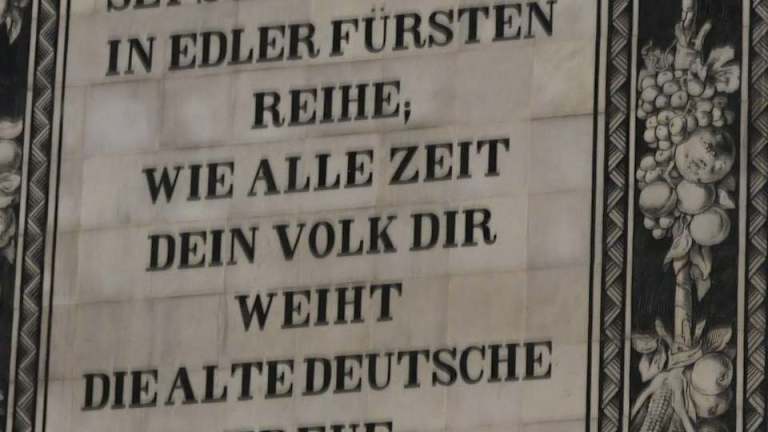 IN EDLER FÜRSTEN
REIHE;
WIE ALLE ZEIT
DEIN VOLK DIR
WEIHT
DIE ALTE DEUTSCHE